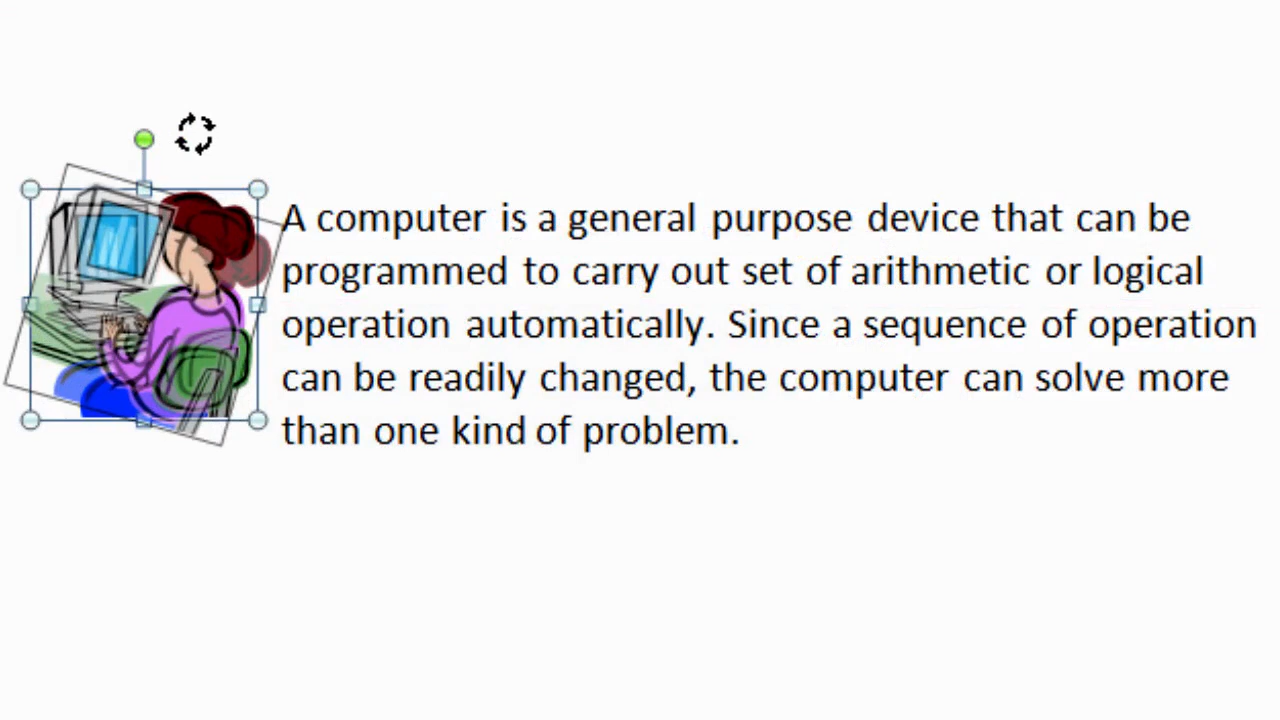 A computer is a general purpose device that can be
programmed to carry out set of arithmetic or logical
operation automatically. Since a sequence of operation
can be readily changed, the computer can solve more
than one kind of problem.